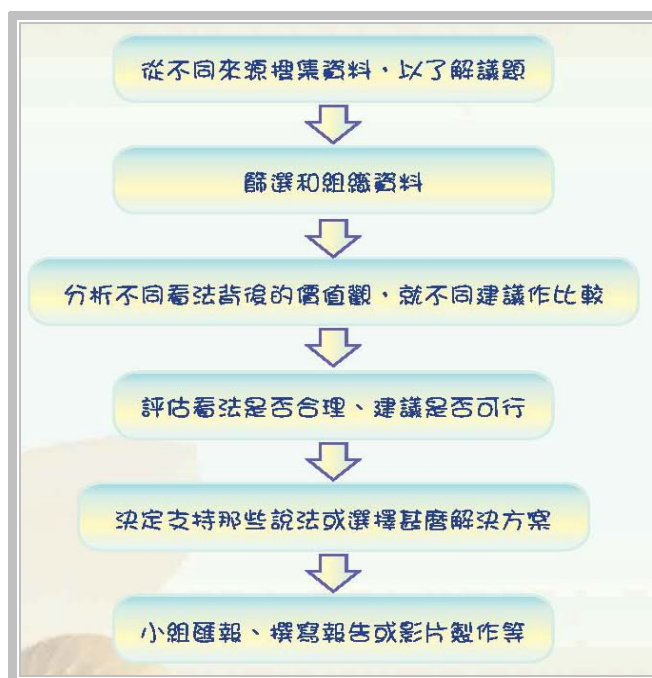 從不同來源搜集資料，以了解議題
篩選和組織資料
分析不同看法背後的價值觀，就不同建議作比較
評估看法是否合理、建議是否可行
決定支持那些說法或選擇甚麼解決方案
小組匯報、撰寫報告或影片製作等